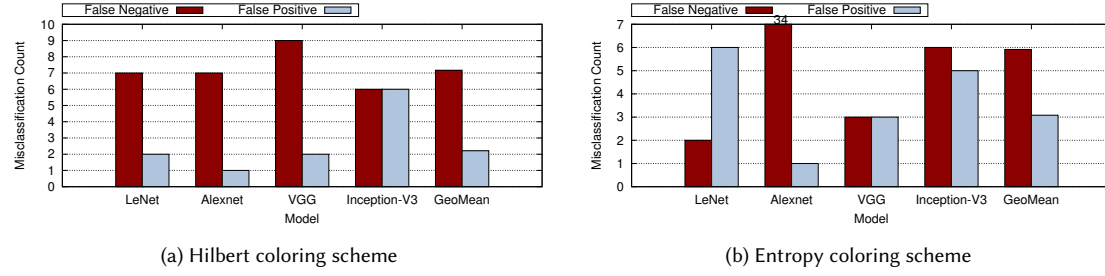 False Negative False Positive
10
9
8
7
6
5
4
3
2
1
0
Misclassification Count
LeNet Alexnet VGG Inception-V3 GeoMean
Model
(a) Hilbert coloring scheme
False Negative False Positive
34
7
6
5
4
3
2
1
0
Misclassification Count
LeNet Alexnet VGG Inception-V3 GeoMean
Model
(b) Entropy coloring scheme